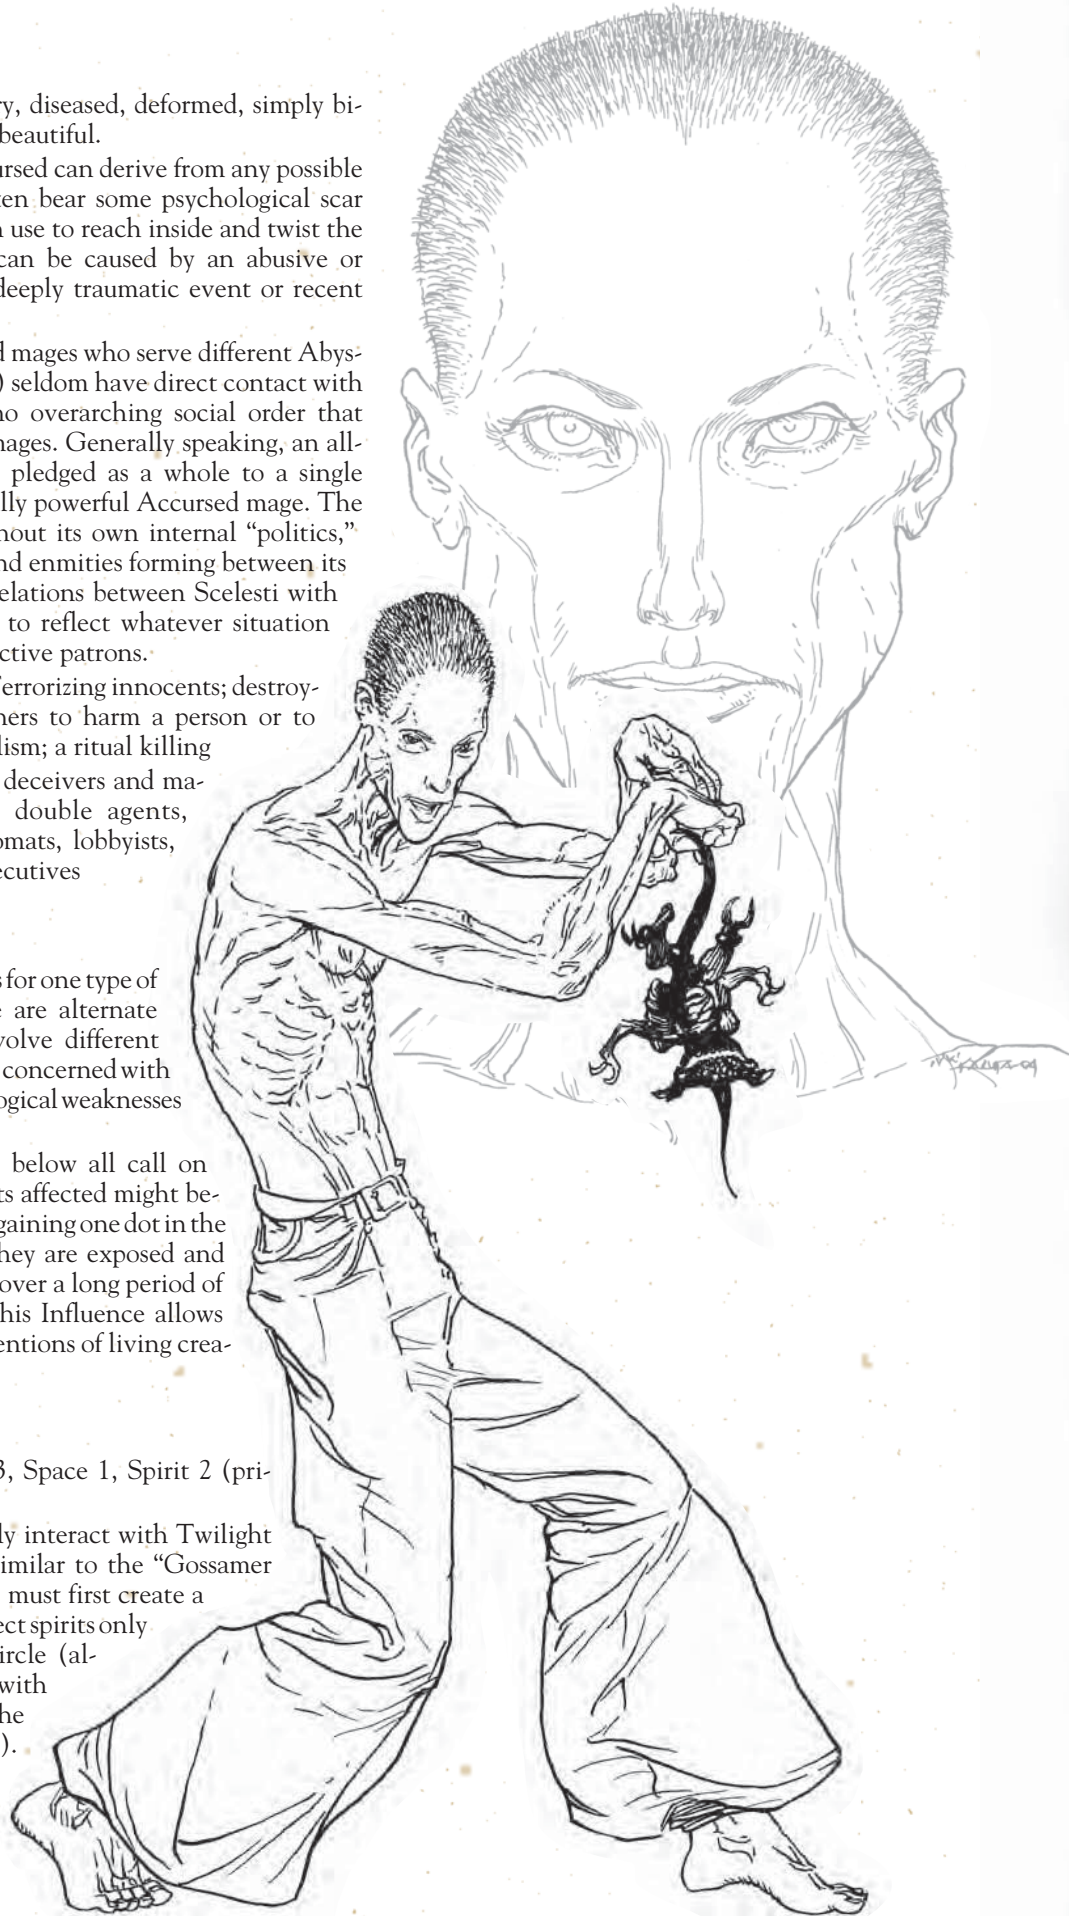 ry, diseased, deformed, simply bi-
beautiful.
ursed can derive from any possible
ten bear some psychological scar
n use to reach inside and twist the
can be caused by an abusive or
deeply traumatic event or recent
d mages who serve different Abys-
) seldom have direct contact with
no overarching social order that
mages. Generally speaking, an all-
pledged as a whole to a single
lly powerful Accursed mage. The
hout its own internal “politics,”
nd enmities forming between its
elations between Scelesti with
to reflect whatever situation
ctive patrons.
Terrorizing innocents; destroy-
hers to harm a person or to
lism; a ritual killing
deceivers and ma-
double agents,
omats, lobbyists,
ecutives
s for one type of
e are alternate
volve different
concerned with
ogical weaknesses
below all call on
ts affected might be-
gaining one dot in the
they are exposed and
over a long period of
his Influence allows
entions of living crea-
3, Space 1, Spirit 2 (pri-
ly interact with Twilight
similar to the “Gossamer
must first create a
ect spirits only
ircle (al-
with
he
).